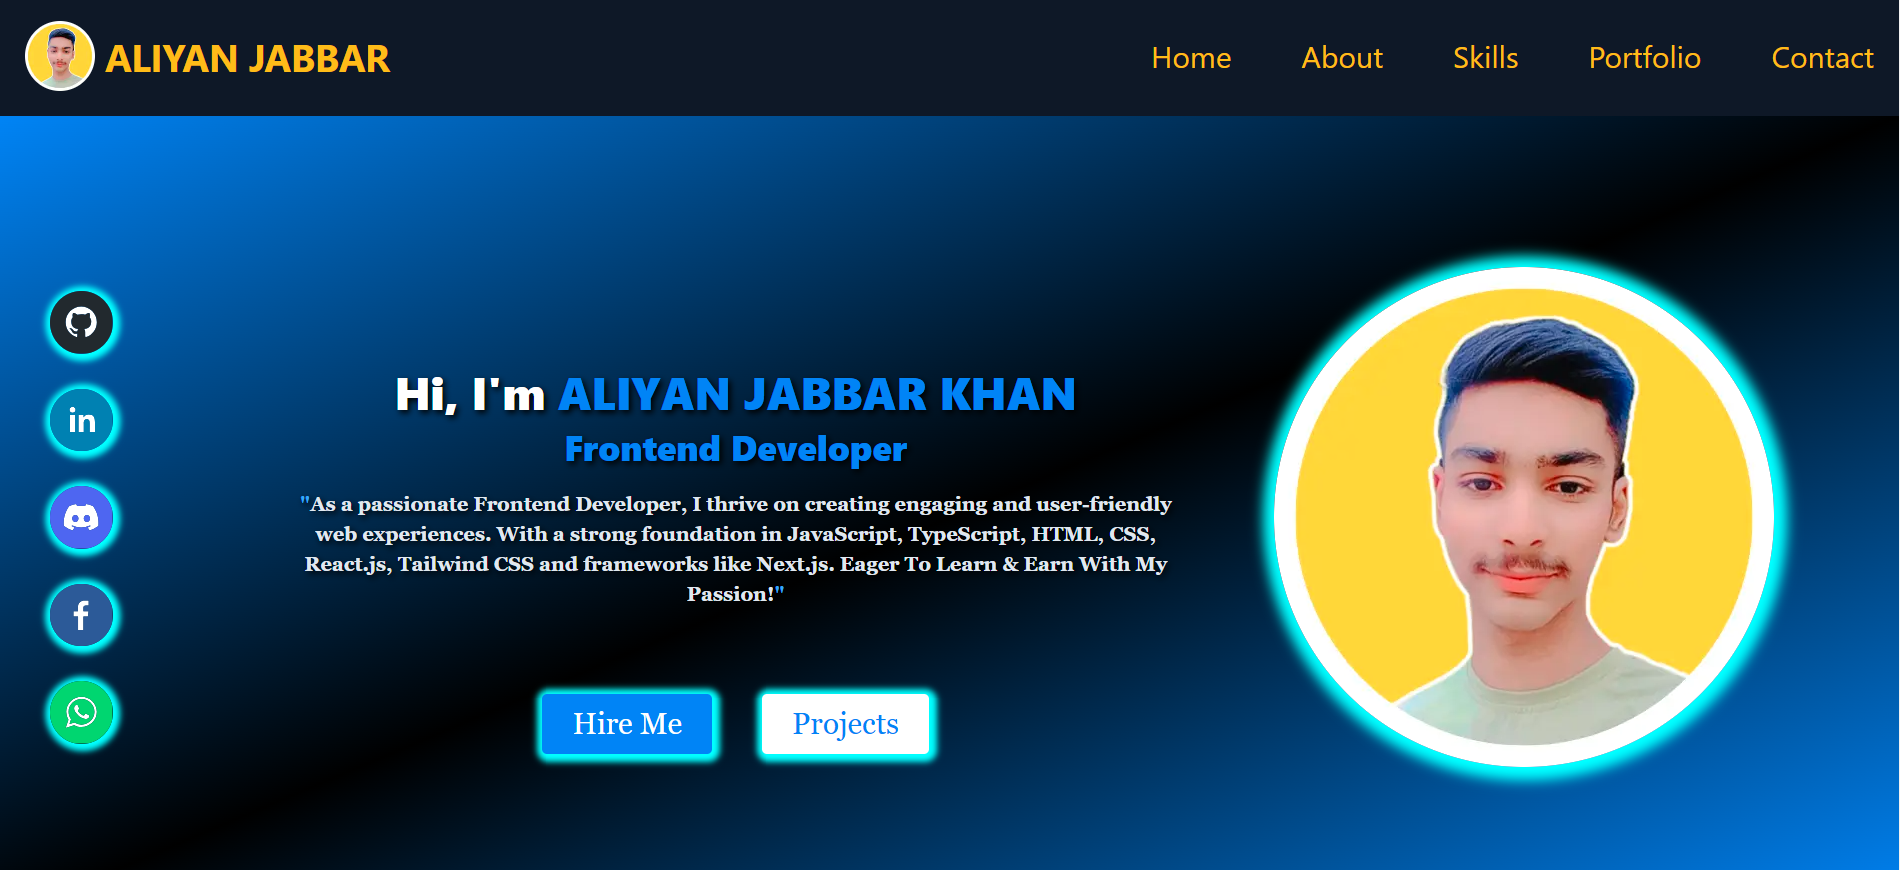 ALIYAN JABBAR
Home
About
Skills
Portfolio
Contact
Hi, I'm ALIYAN JABBAR KHAN
Frontend Developer
"As a passionate Frontend Developer, I thrive on creating engaging and user-friendly
web experiences. With a strong foundation in JavaScript, TypeScript, HTML, CSS,
React.js, Tailwind CSS and frameworks like Next.js. Eager To Learn & Earn With My
Passion!"
in
Hire Me
Projects